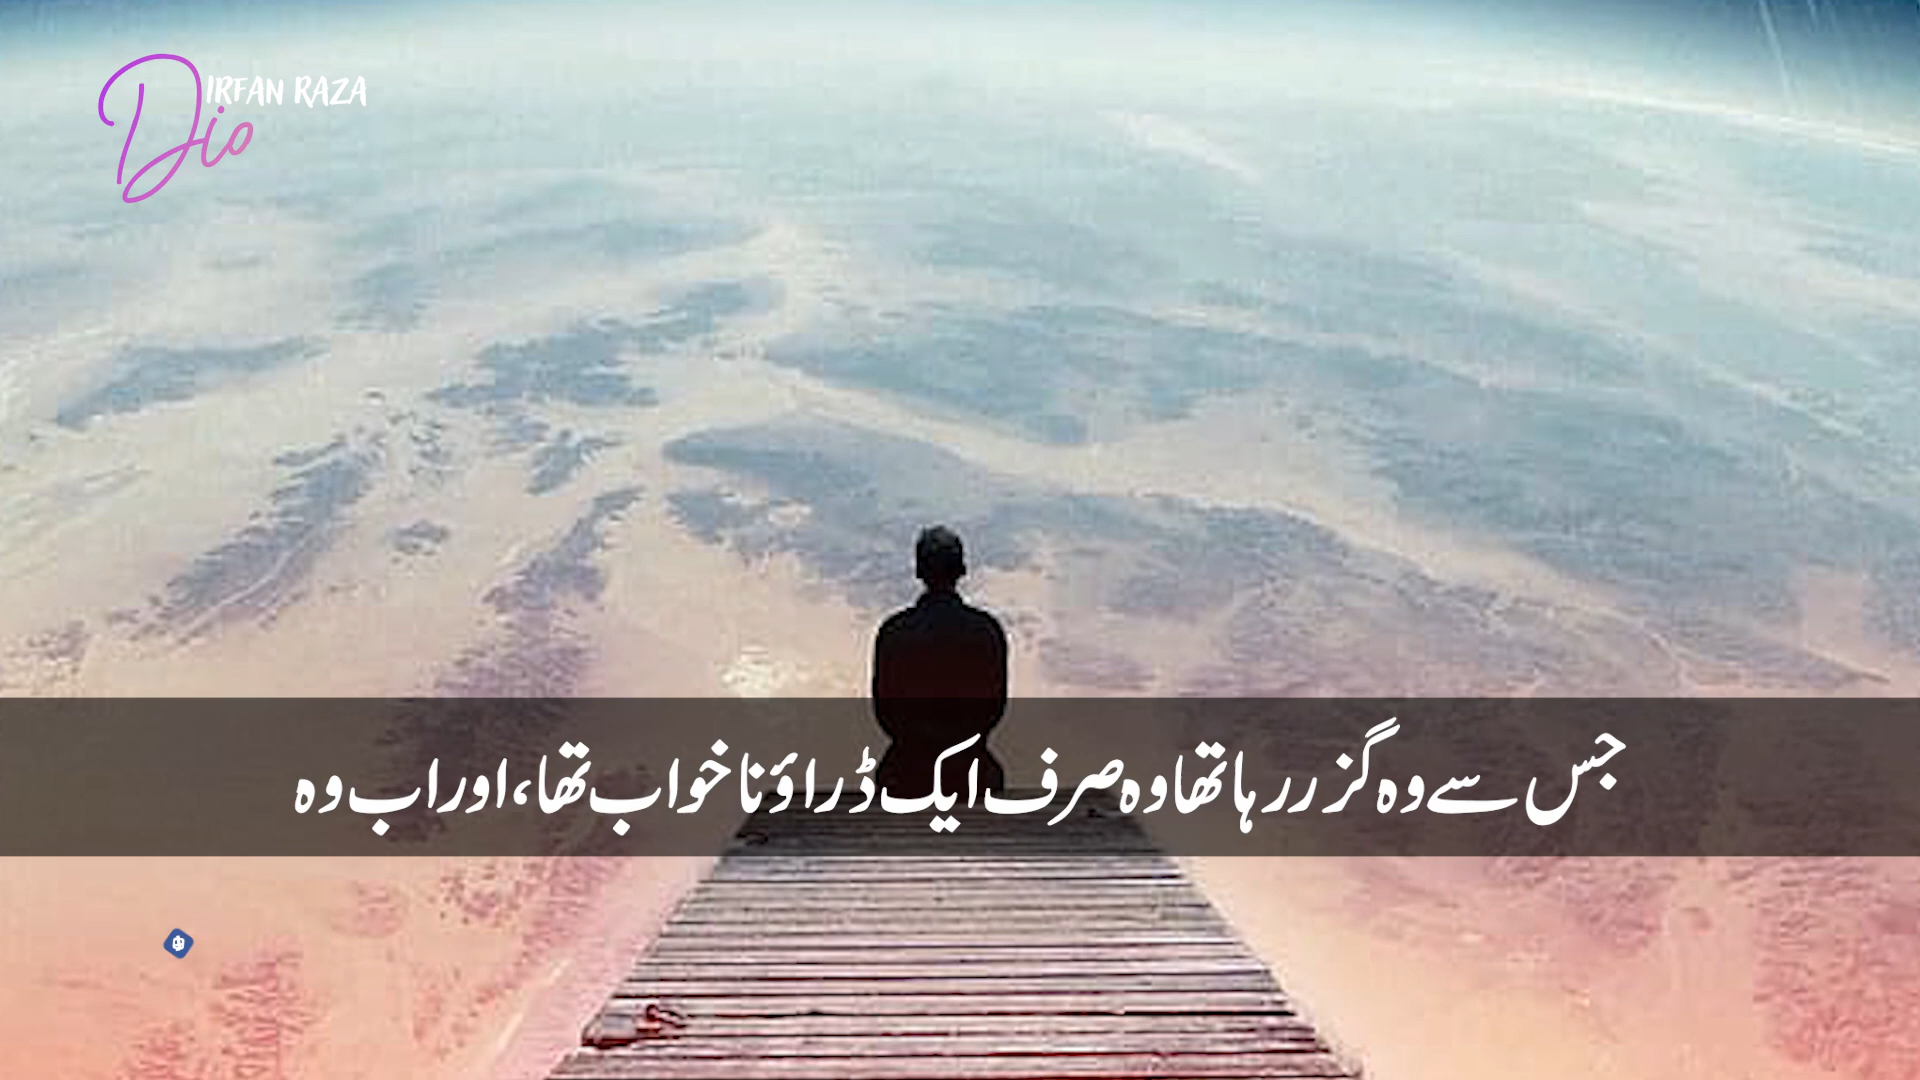 IRFAN RAZA
Dio
جس سے وہ گزر رہا تھا وہ صرف ایک ڈراؤنا خواب تھا، اور اب وہ